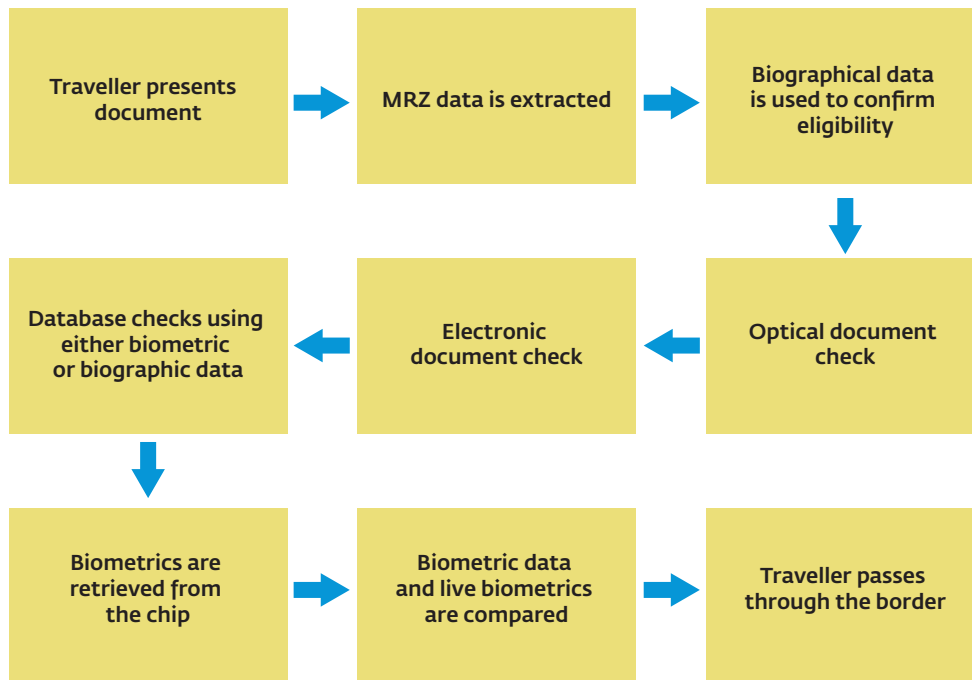 Traveller presents
document
MRZ data is extracted
Biographical data
is used to confirm
eligibility
Optical document
check
Electronic
document check
Database checks using
either biometric
or biographic data
Biometrics are
retrieved from
the chip
Biometric data
and live biometrics
are compared
Traveller passes
through the border